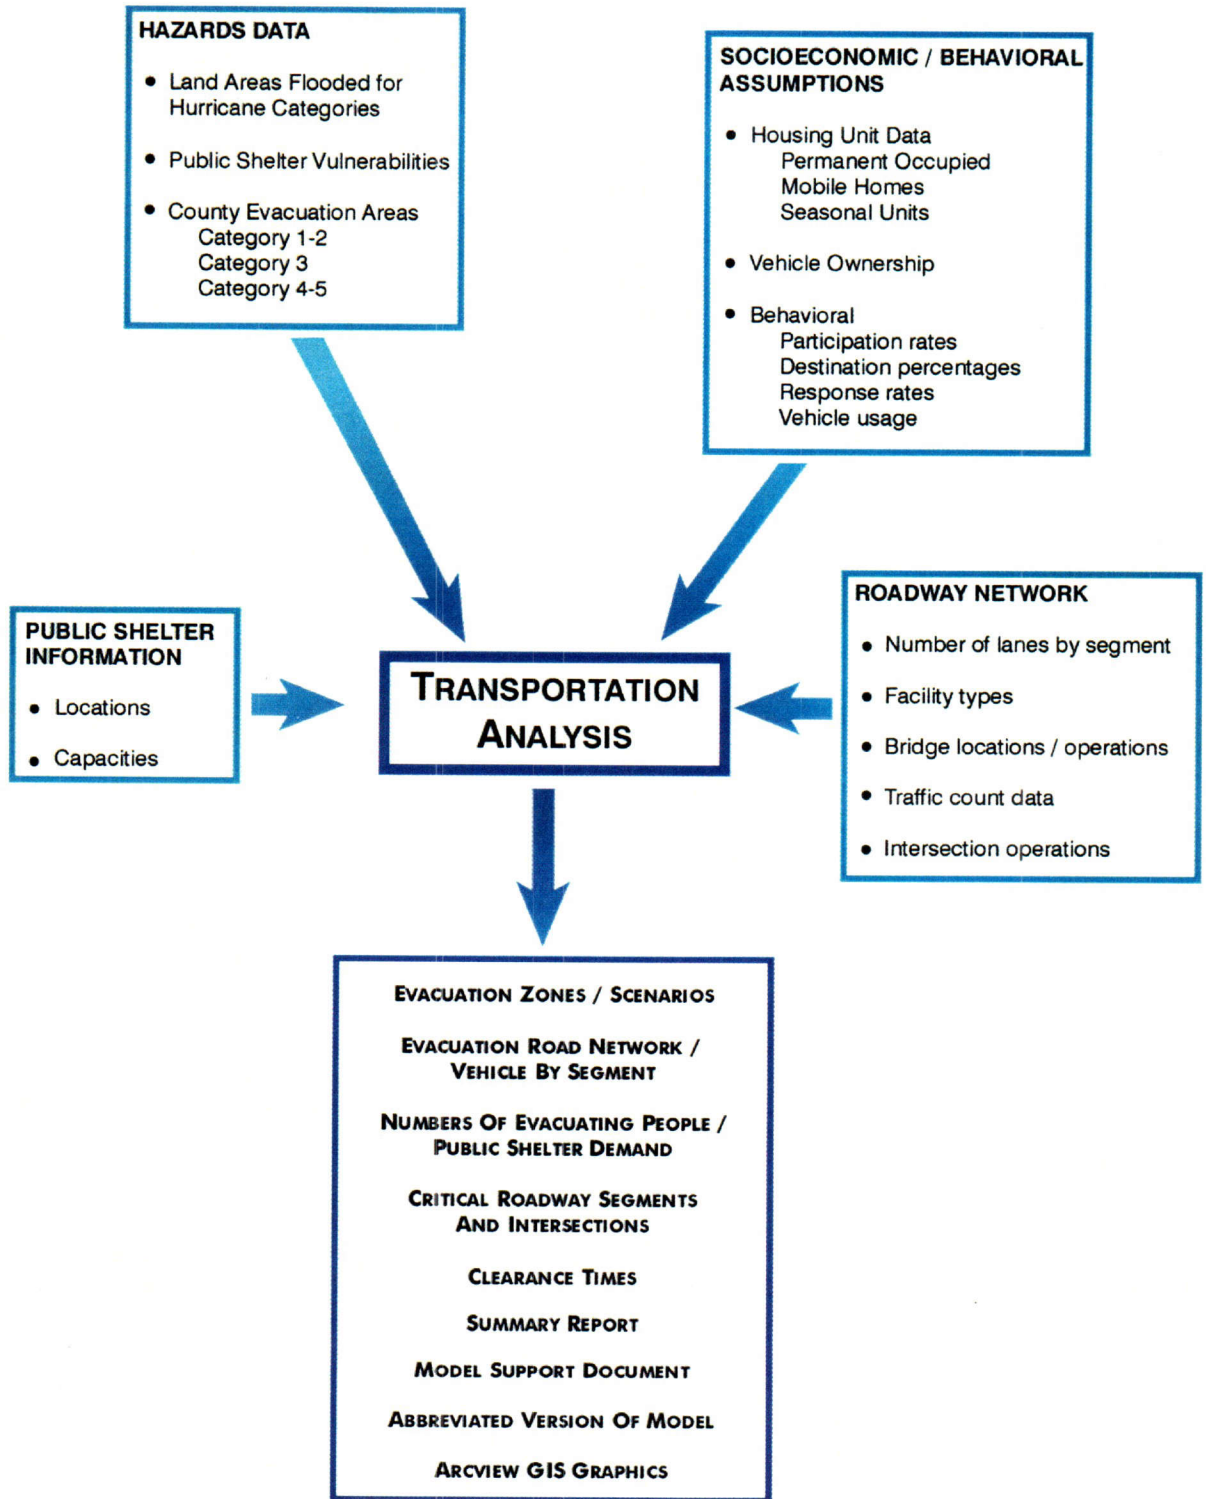 HAZARDS DATA
• Land Areas Flooded for
Hurricane Categories
• Public Shelter Vulnerabilities
• County Evacuation Areas
Category 1-2
Category 3
Category 4-5
SOCIOECONOMIC / BEHAVIORAL
ASSUMPTIONS
• Housing Unit Data
Permanent Occupied
Mobile Homes
Seasonal Units
• Vehicle Ownership
• Behavioral
Participation rates
Destination percentages
Response rates
Vehicle usage
PUBLIC SHELTER
INFORMATION
• Locations
• Capacities
TRANSPORTATION
ANALYSIS
ROADWAY NETWORK
• Number of lanes by segment
• Facility types
• Bridge locations / operations
• Traffic count data
• Intersection operations
EVACUATION ZONES / SCENARIOS
EVACUATION ROAD NETWORK /
VEHICLE BY SEGMENT
NUMBERS OF EVACUATING PEOPLE /
PUBLIC SHELTER DEMAND
CRITICAL ROADWAY SEGMENTS
AND INTERSECTIONS
CLEARANCE TIMES
SUMMARY REPORT
MODEL SUPPORT DOCUMENT
ABBREVIATED VERSION OF MODEL
ARCVIEW GIS GRAPHICS